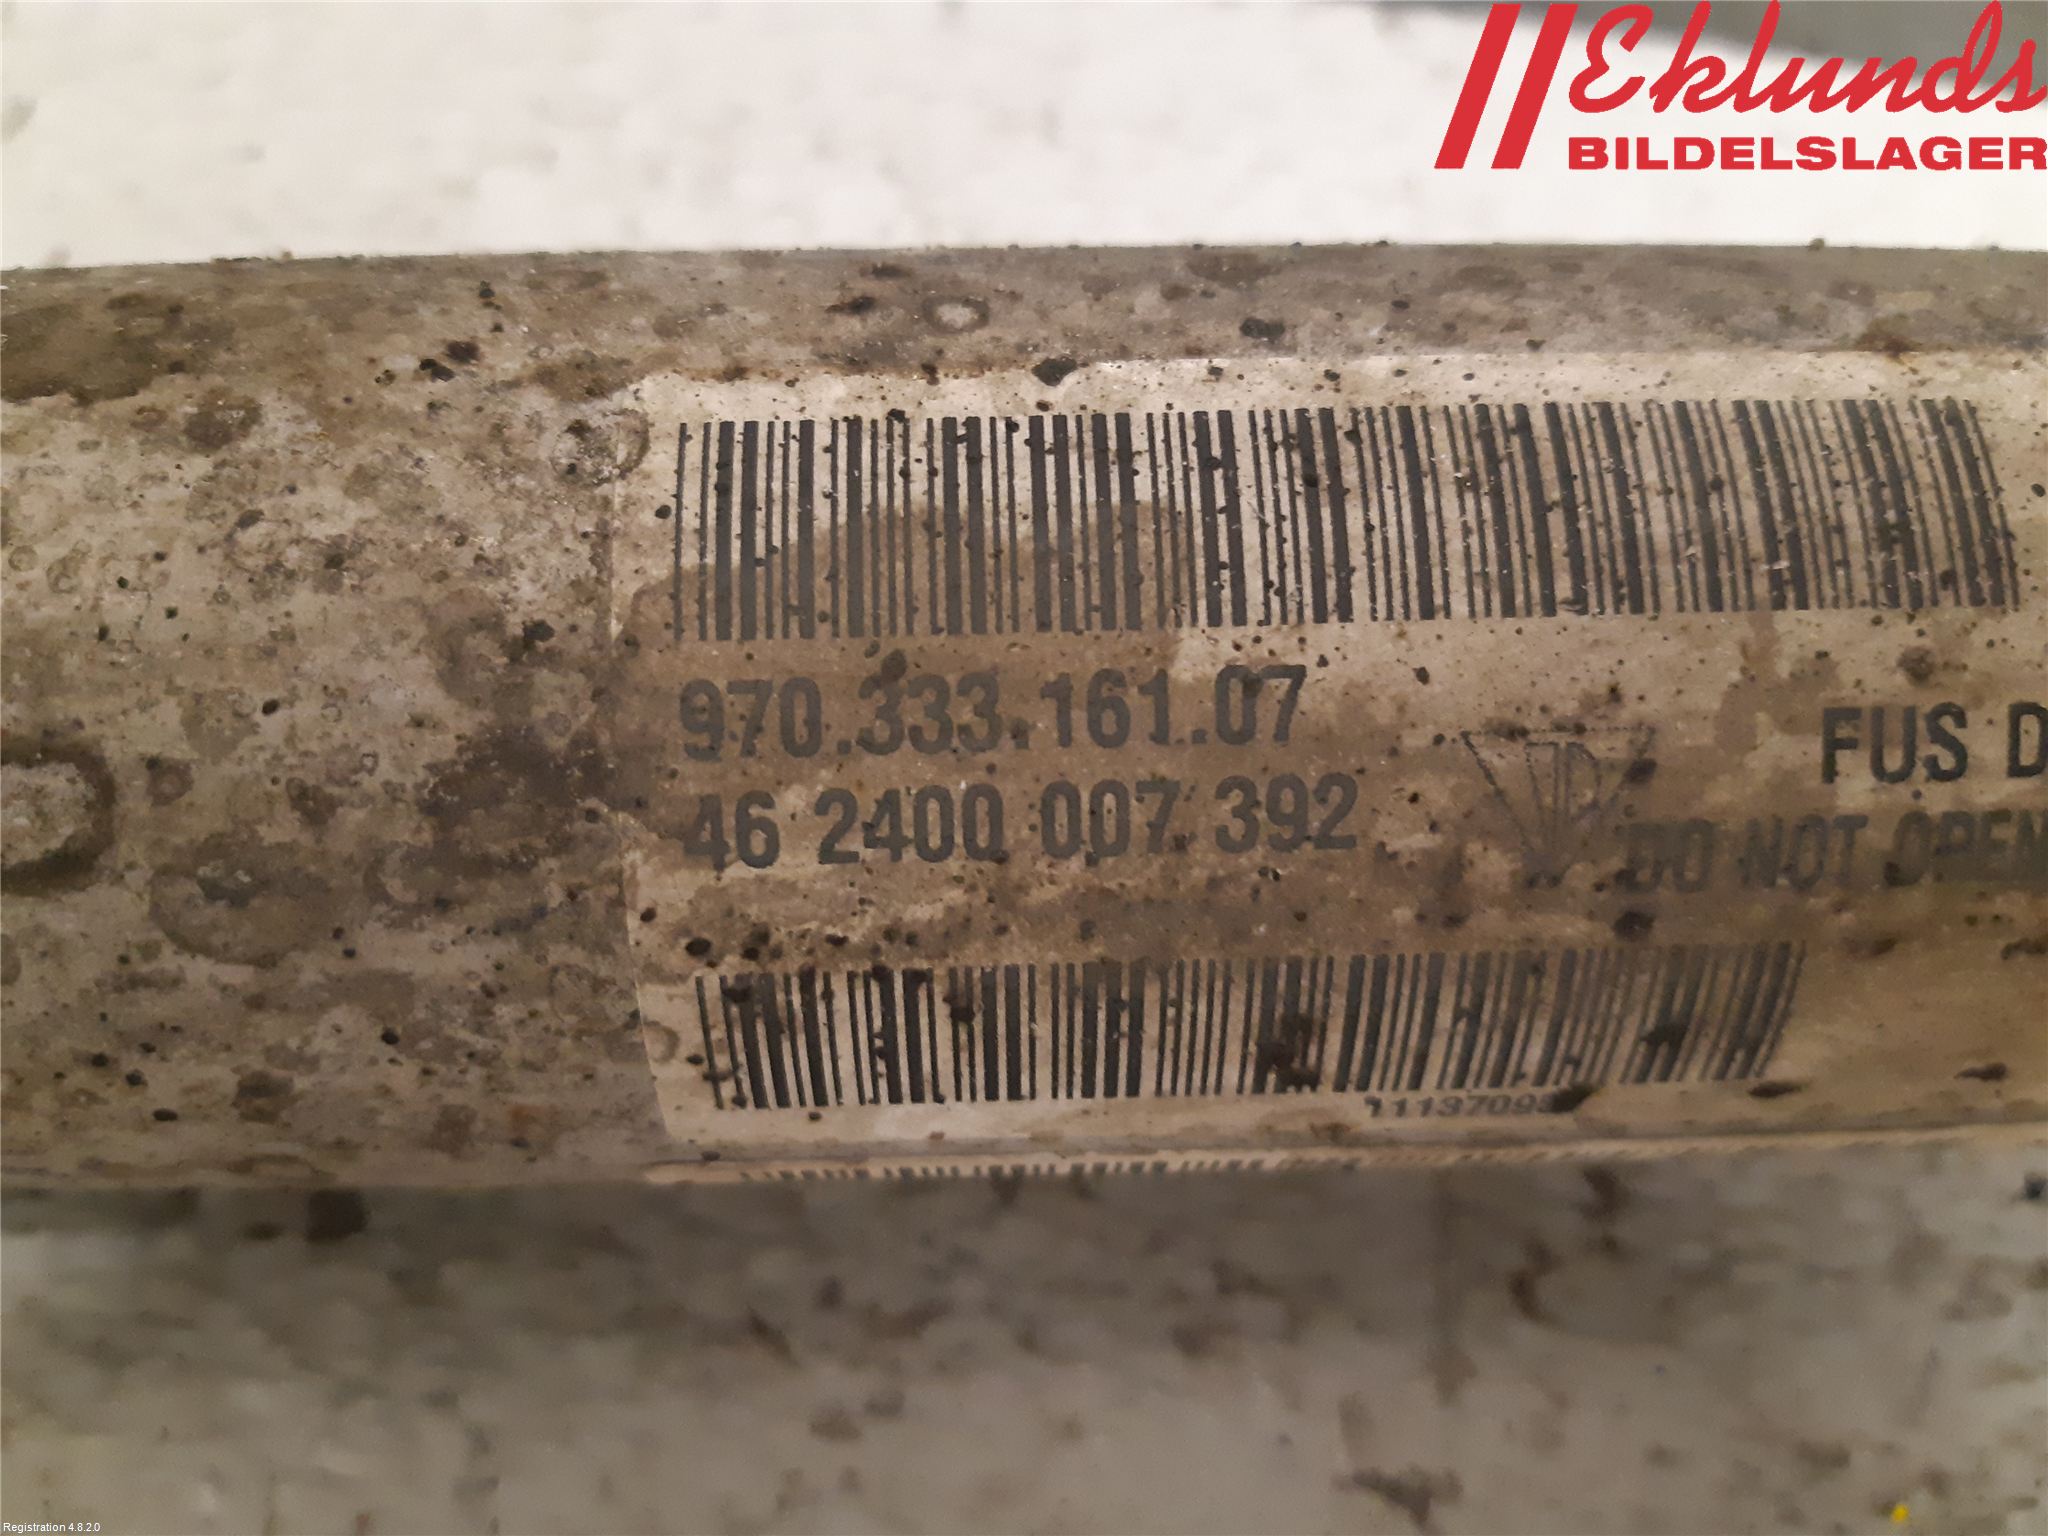 Eklunds
BILDELSLAGER
970.333.161.07
46 2400 007 392
FUS D
DO NOT OPEN
Registration 4.8.2.0